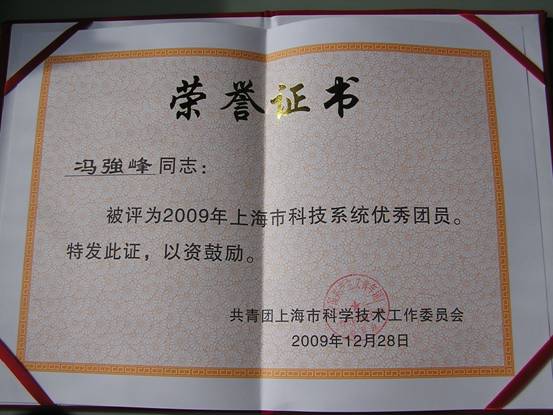 荣誉证书
冯強峰同志：
被评为2009年上海市科技系统优秀团员。
特发此证，以资鼓励。
共青团上海市科学技术工作委员会
2009年12月28日